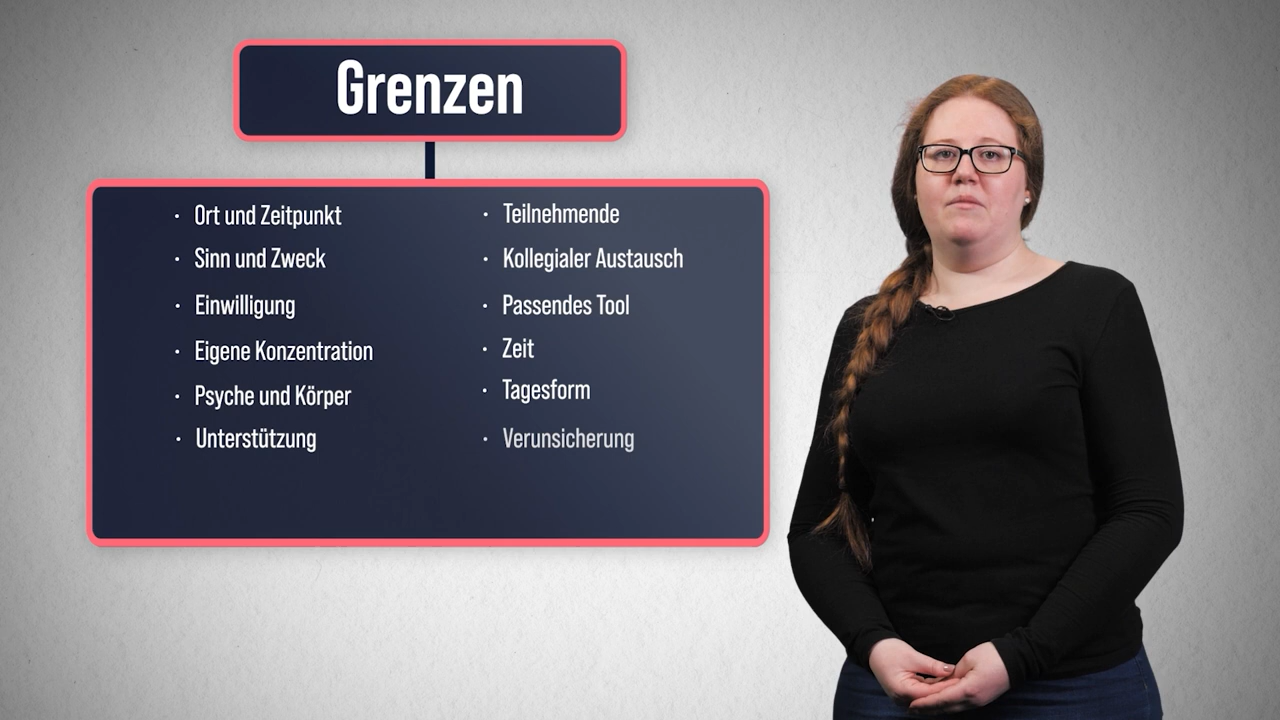 Grenzen
· Ort und Zeitpunkt
· Sinn und Zweck
· Einwilligung
· Eigene Konzentration
· Psyche und Körper
· Unterstützung
· Teilnehmende
· Kollegialer Austausch
· Passendes Tool
· Zeit
· Tagesform
· Verunsicherung